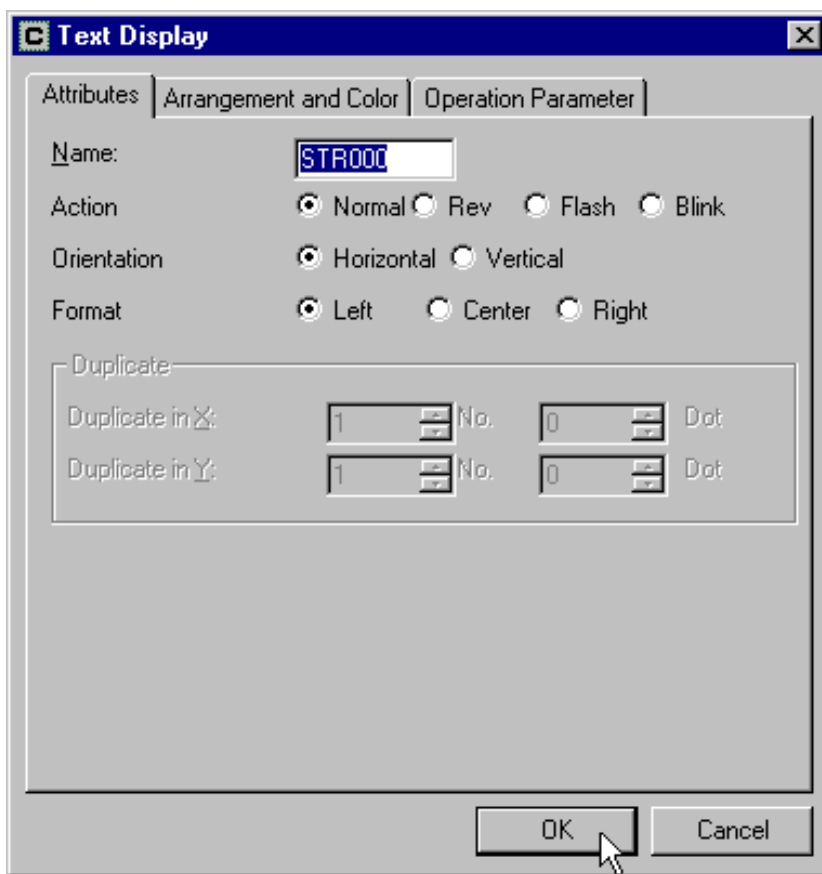 C Text Display
Attributes Arrangement and Color Operation Parameter
Name: STR000
Action Normal Rev Flash Blink
Orientation Horizontal Vertical
Format Left Center Right
Duplicate
Duplicate in X: 1 No. 0 Dot
Duplicate in Y: 1 No. 0 Dot
OK Cancel